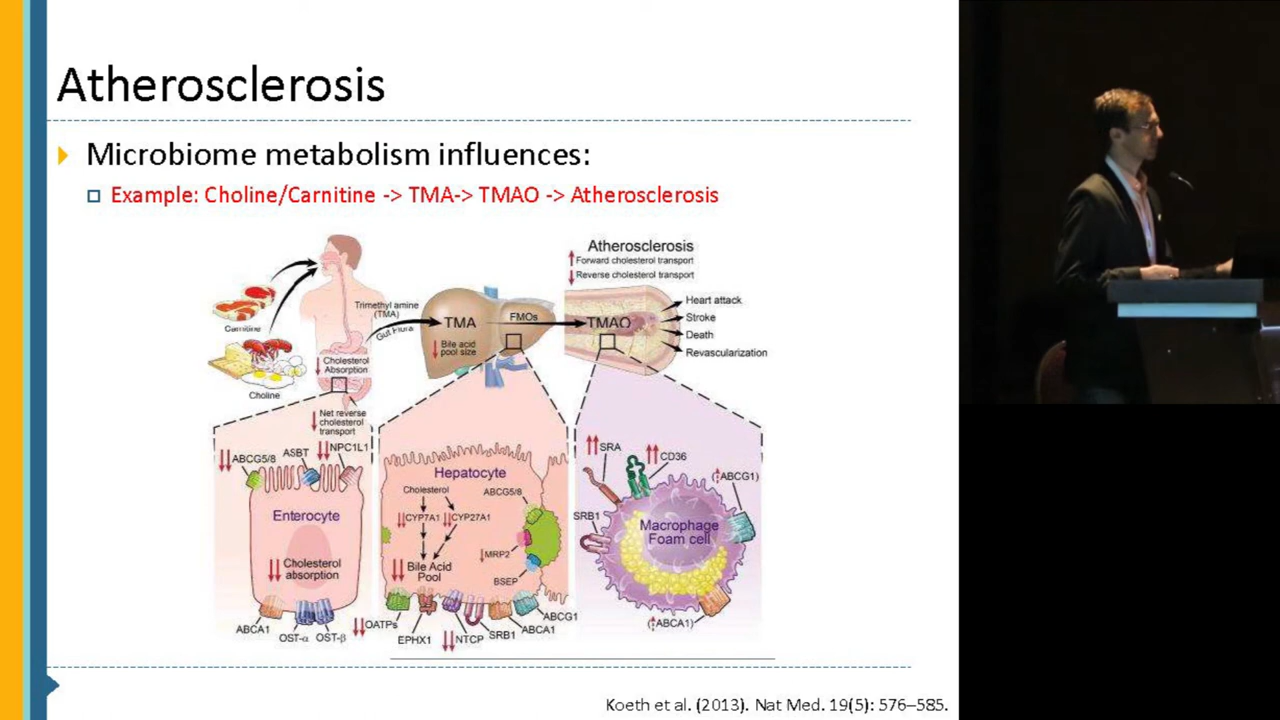 Atherosclerosis
Microbiome metabolism influences:
Example: Choline/Carnitine -> TMA-> TMAO -> Atherosclerosis
Atherosclerosis
Forward cholesterol transport
Reverse cholesterol transport
Carnitine
Choline
Trimethyl amine
(TMA)
Gut Flora
Cholesterol
Absorption
Net reverse
cholesterol
transport
TMA
Bile acid
pool size
FMOs
TMAO
Heart attack
Stroke
Death
Revascularization
ABCG5/8
ASBT
NPC1L1
Enterocyte
Cholesterol
absorption
ABCA1
OST-α
OST-β
Hepatocyte
Cholesterol
ABCG5/8
CYP7A1
CYP27A1
MRP2
Bile Acid
Pool
BSEP
OATPs
EPHX1
NTCP
SRB1
ABCA1
ABCG1
SRA
CD36
(↑ABCG1)
SRB1
Macrophage
Foam cell
(↑ABCA1)
Koeth et al. (2013). Nat Med. 19(5): 576–585.